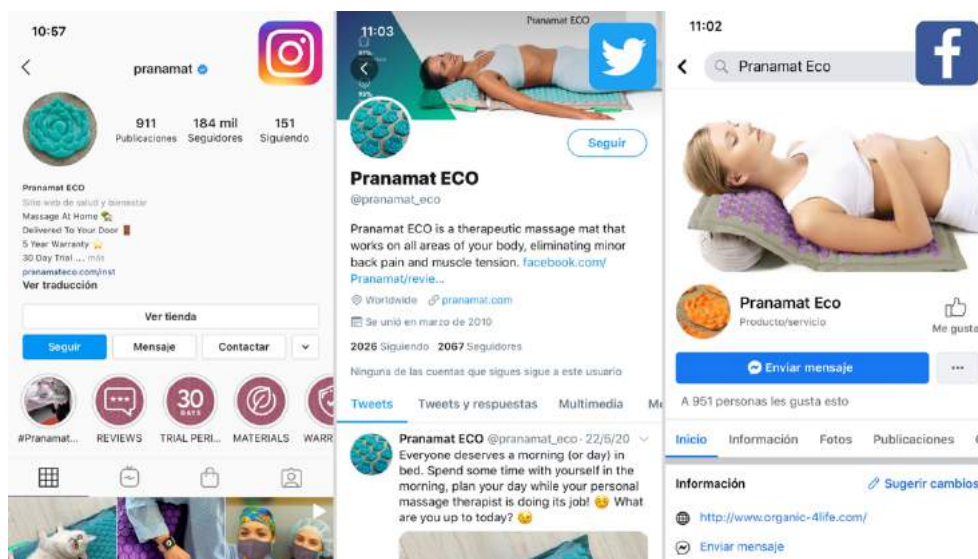 10:57
pranamat
911 184 mil 151
Publicaciones Seguidores Siguiendo
Pranamat ECO
Sitio web de salud y bienestar
Massage At Home
Delivered To Your Door
5 Year Warranty
30 Day Trial .... más
pranamateco.com/inst
Ver traducción
Ver tienda
Seguir Mensaje Contactar
30
DAYS
#Pranamat... REVIEWS TRIAL PERI... MATERIALS WARR
11:03
Pranamat ECO
Seguir
Pranamat ECO
@pranamat_eco
Pranamat ECO is a therapeutic massage mat that
works on all areas of your body, eliminating minor
back pain and muscle tension. facebook.com/
Pranamat/revie...
Worldwide pranamat.com
Se unió en marzo de 2010
2026 Siguiendo 2067 Seguidores
Ninguna de las cuentas que sigues sigue a este usuario
Tweets Tweets y respuestas Multimedia Me
Pranamat ECO @pranamat_eco · 22/5/20
Everyone deserves a morning (or day) in
bed. Spend some time with yourself in the
morning, plan your day while your personal
massage therapist is doing its job! What
are you up to today?
11:02
Pranamat Eco
Pranamat Eco
Producto/servicio
Me gusta
Enviar mensaje
A 951 personas les gusta esto
Inicio Información Fotos Publicaciones
Información Sugerir cambios
http://www.organic-4life.com/
Enviar mensaje